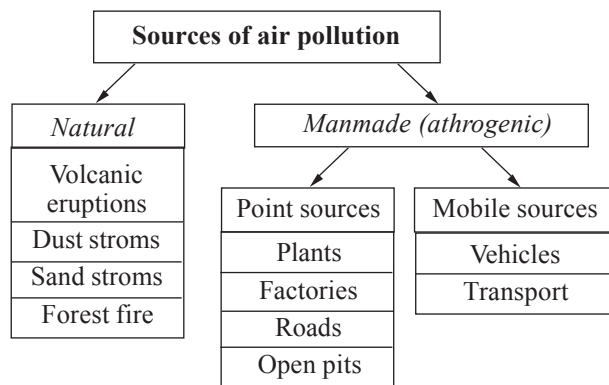 Sources of air pollution
Natural
Volcanic
eruptions
Dust stroms
Sand stroms
Forest fire
Manmade (athrogenic)
Point sources
Plants
Factories
Roads
Open pits
Mobile sources
Vehicles
Transport